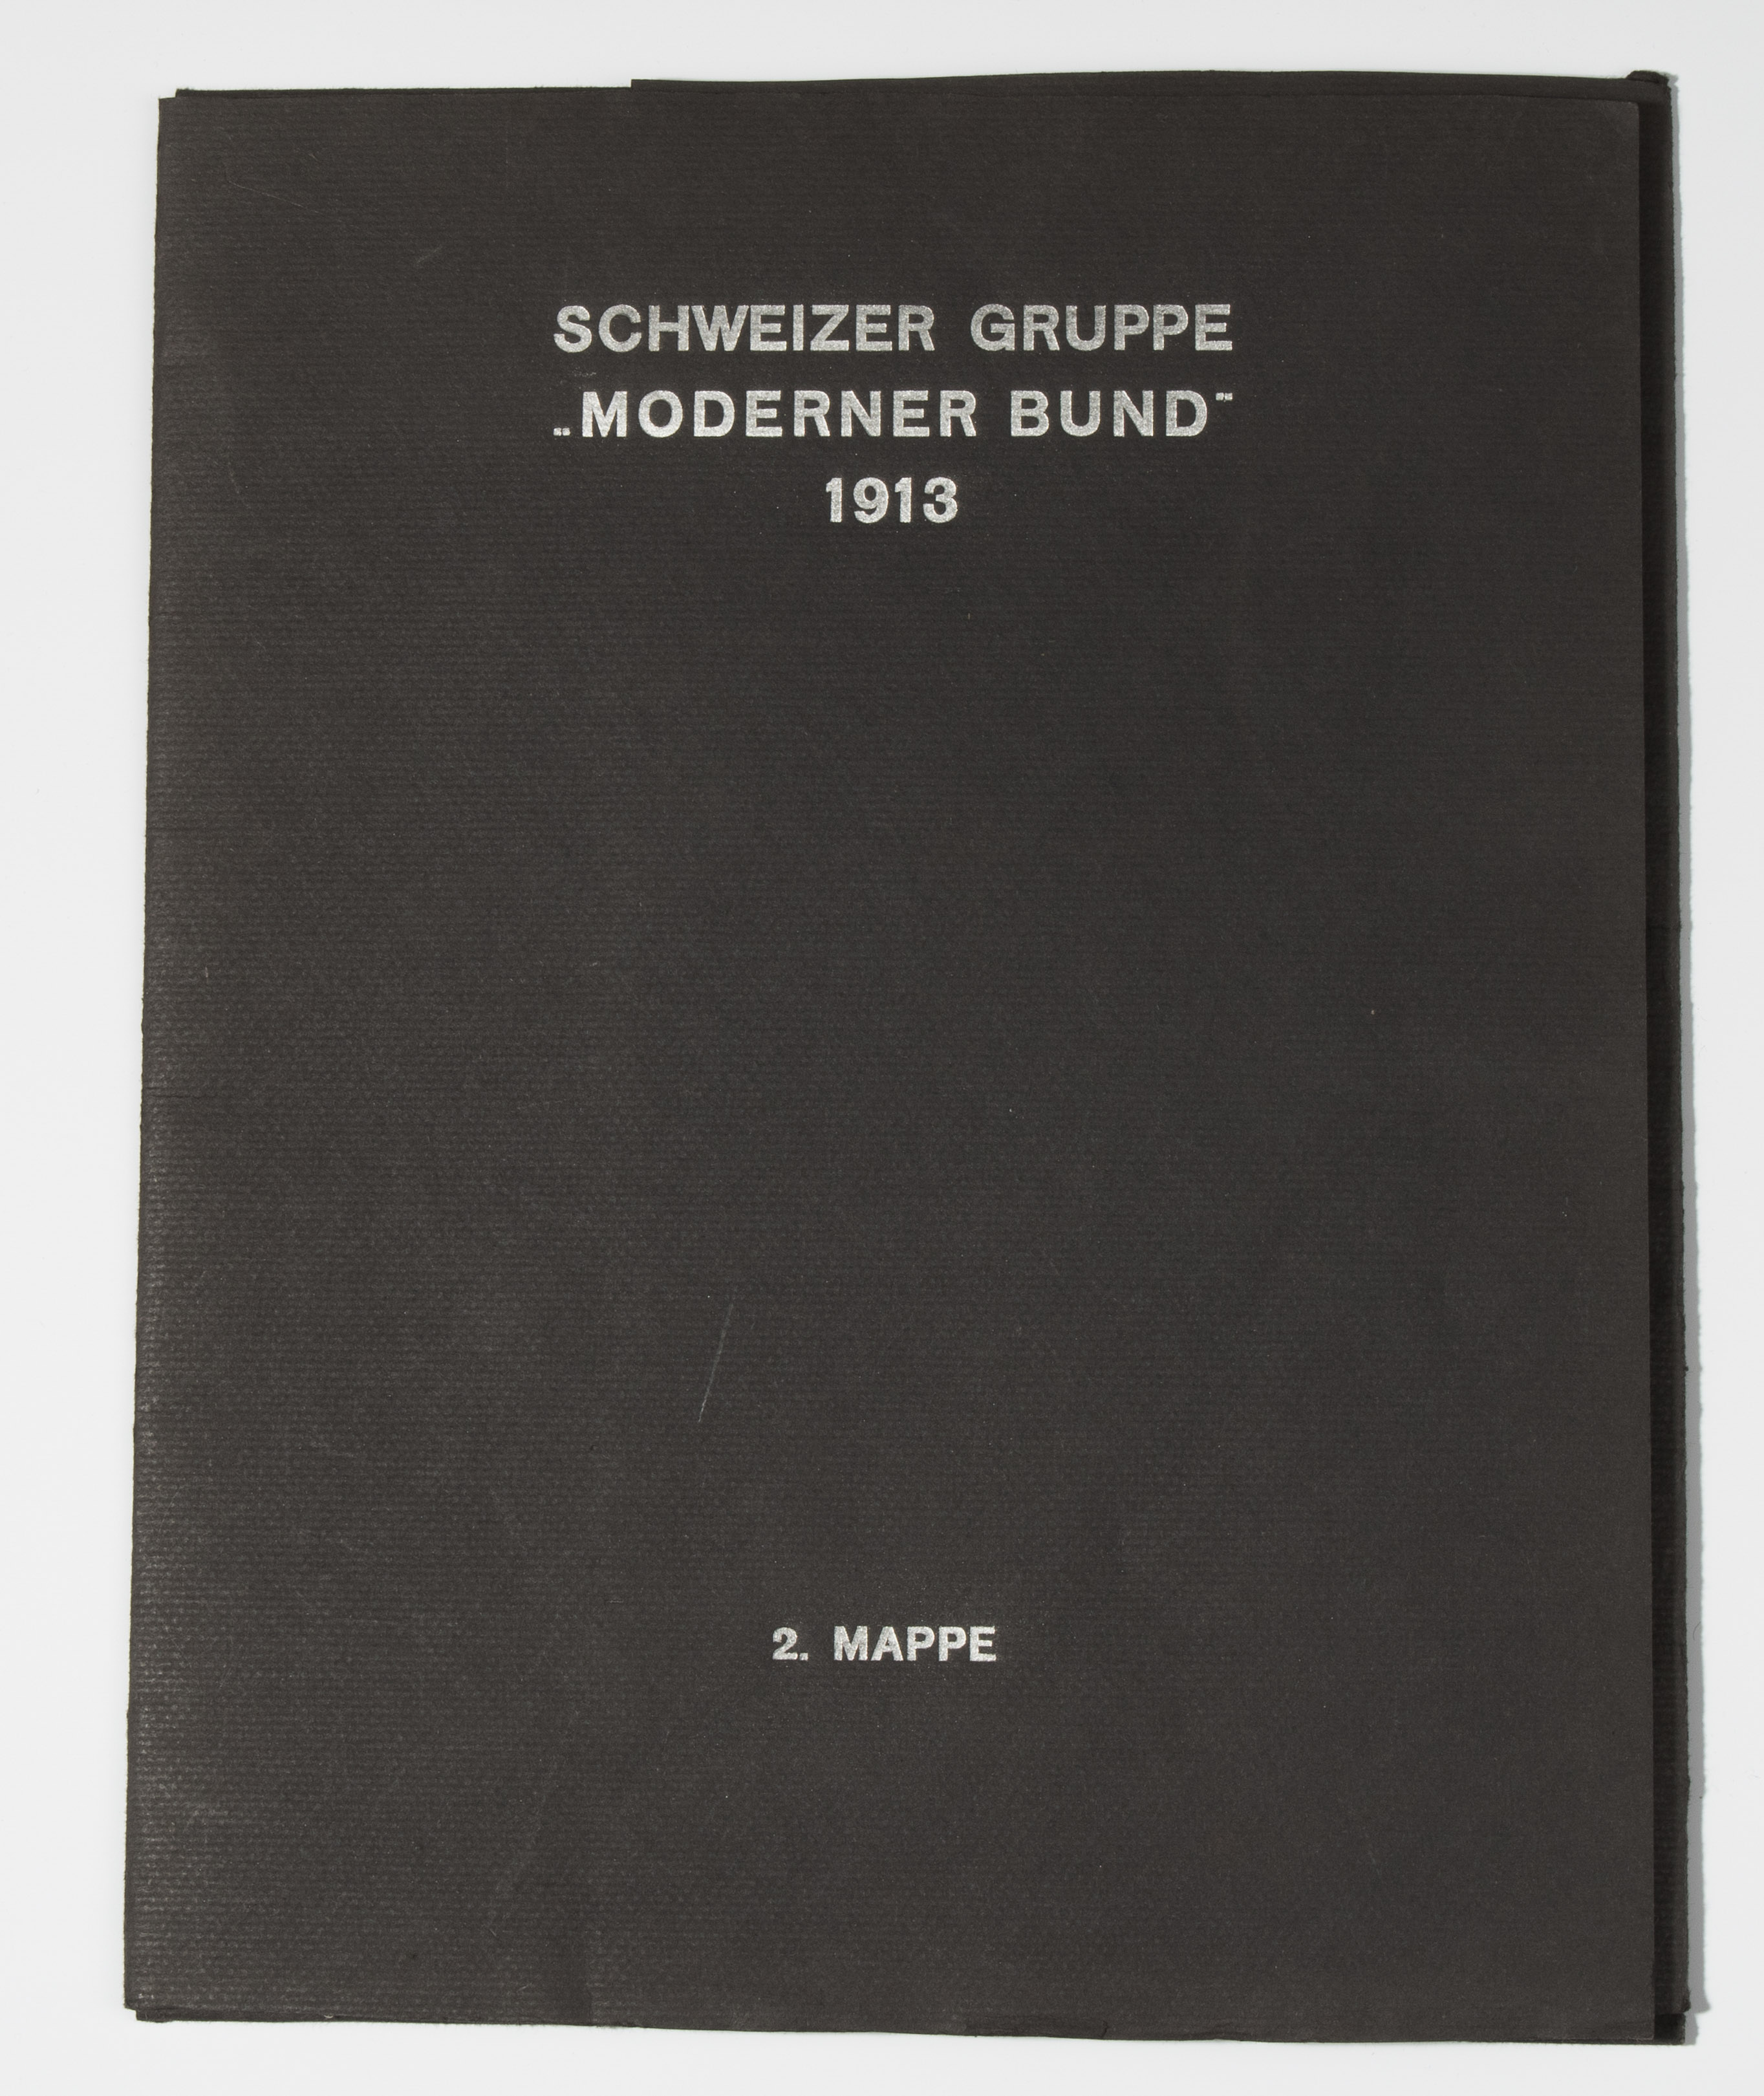 SCHWEIZER GRUPPE
„MODERNER BUND“
1913
2. MAPPE